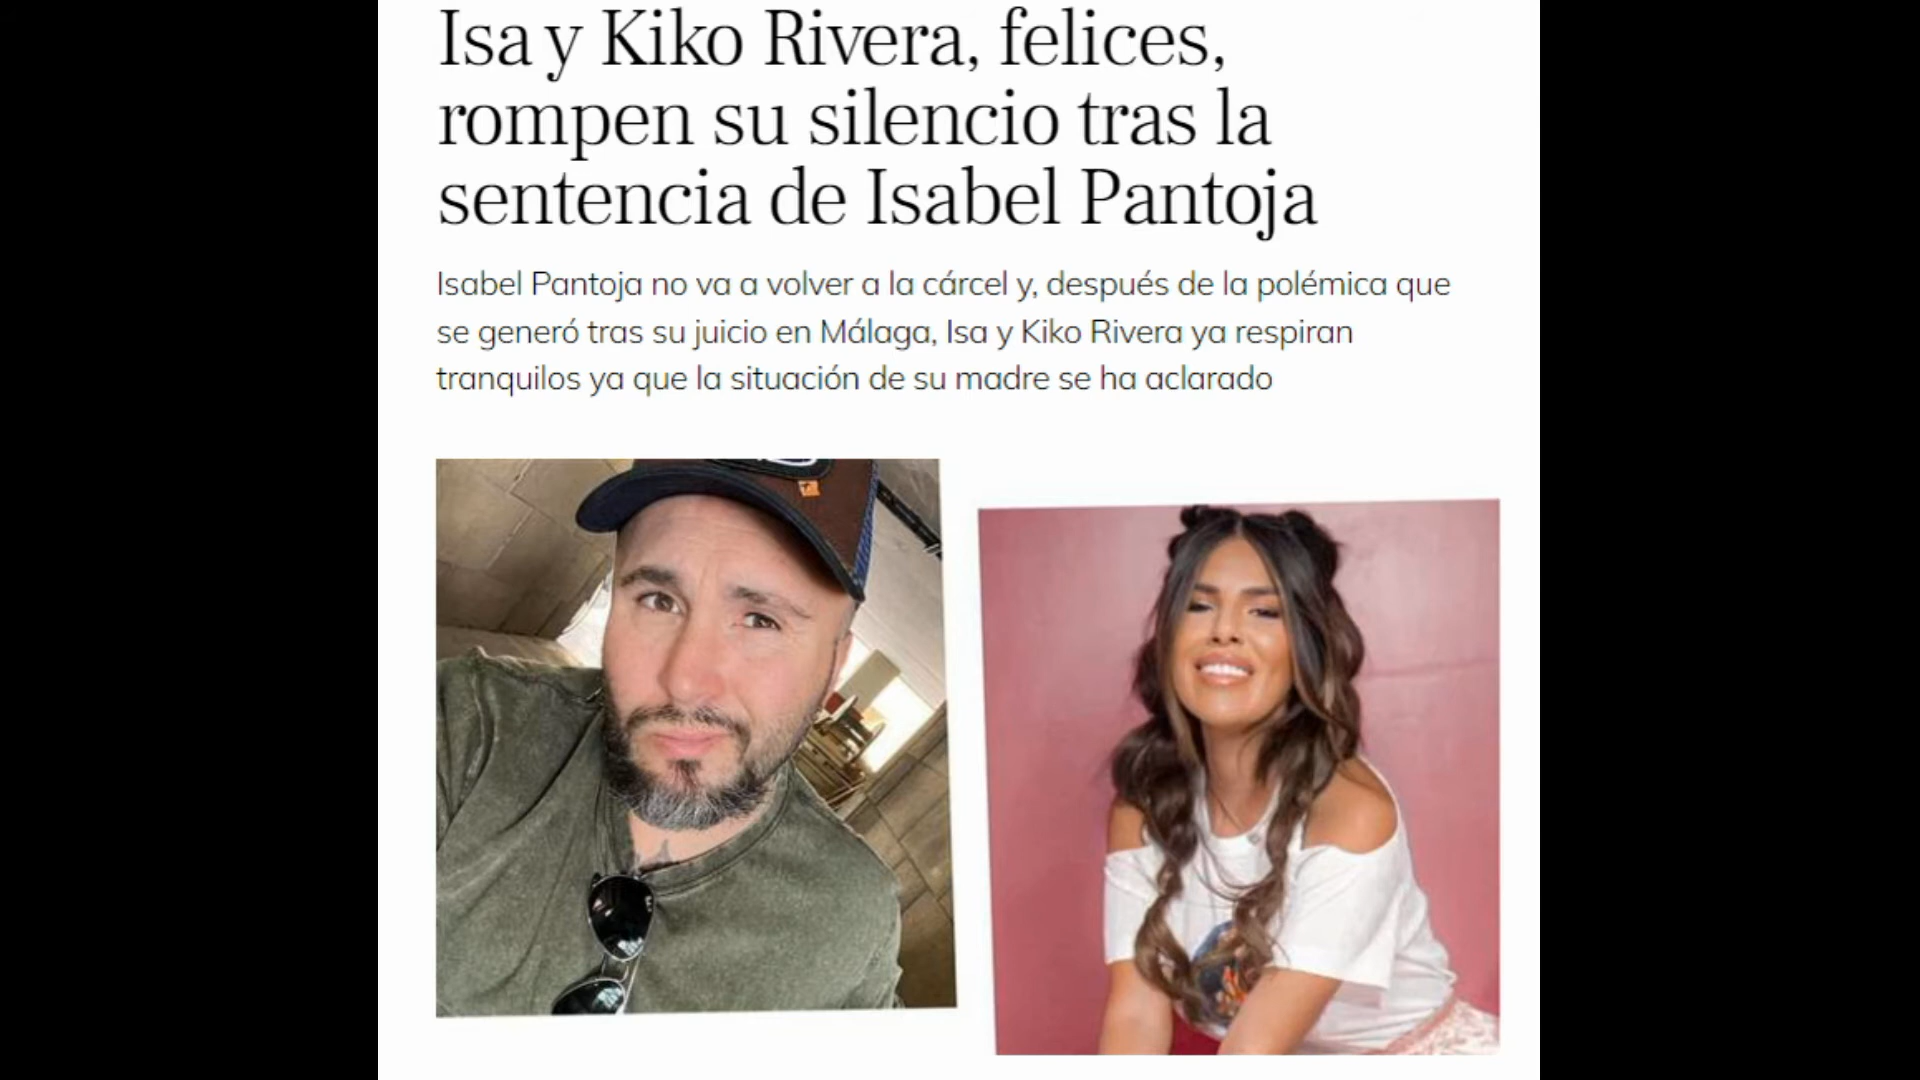 Isa y Kiko Rivera, felices,
rompen su silencio tras la
sentencia de Isabel Pantoja
Isabel Pantoja no va a volver a la cárcel y, después de la polémica que
se generó tras su juicio en Málaga, Isa y Kiko Rivera ya respiran
tranquilos ya que la situación de su madre se ha aclarado